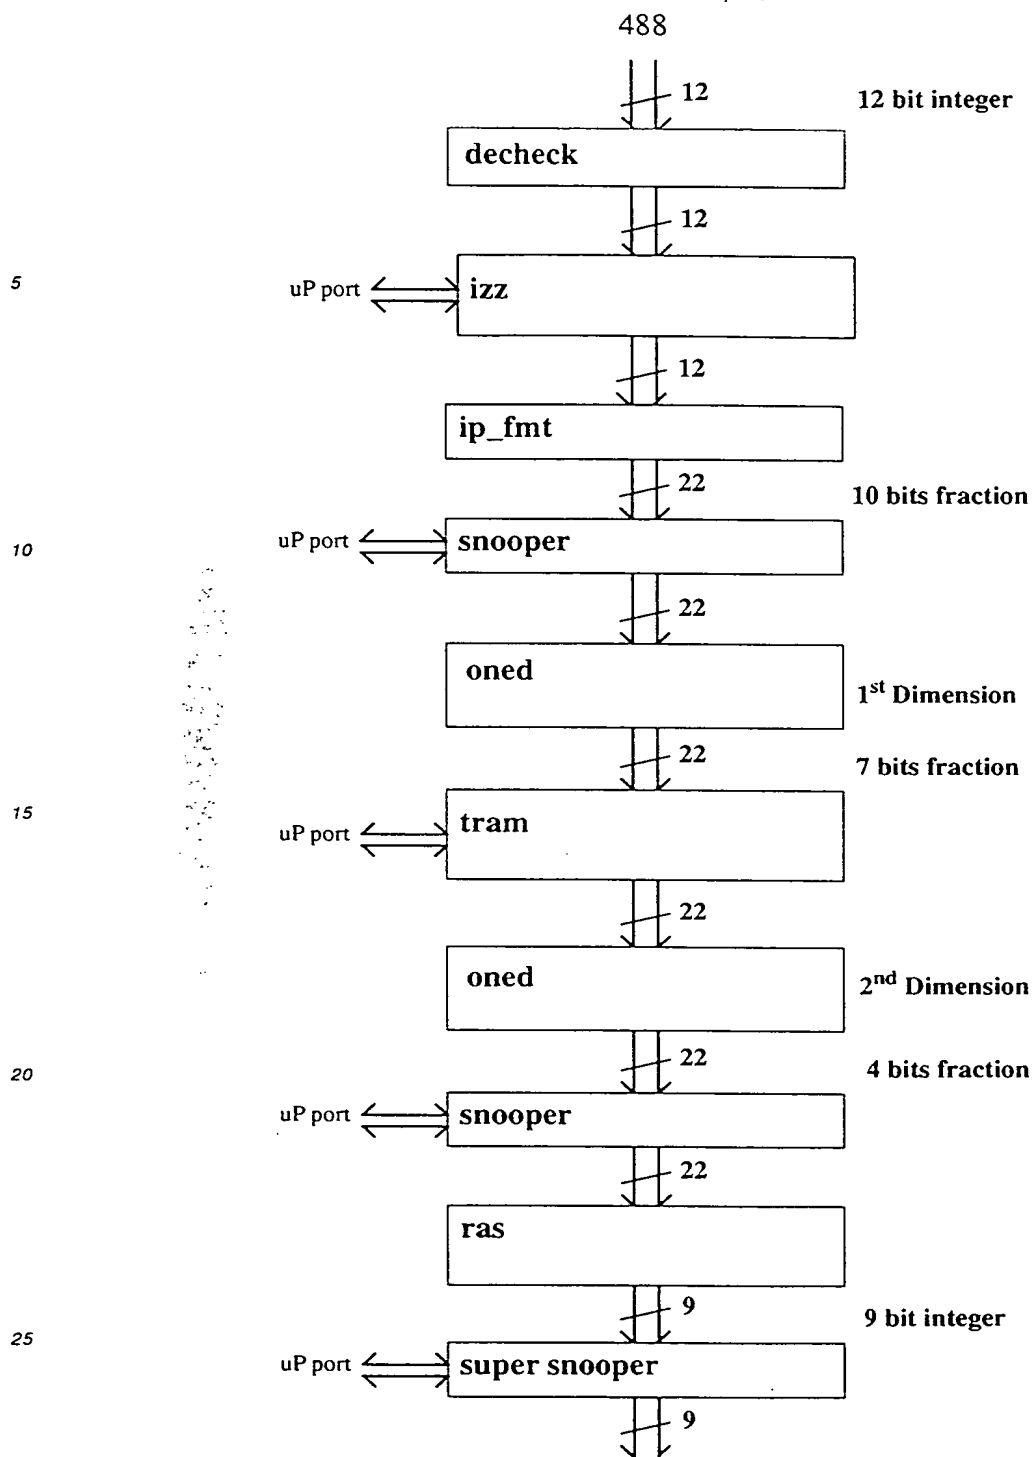 488
12
12 bit integer
decheck
12
5
uP port
izz
12
ip_fmt
22
10 bits fraction
10
uP port
snooper
22
oned
1st Dimension
22
7 bits fraction
15
uP port
tram
22
oned
2nd Dimension
22
4 bits fraction
20
uP port
snooper
22
ras
9
9 bit integer
25
uP port
super snooper
9